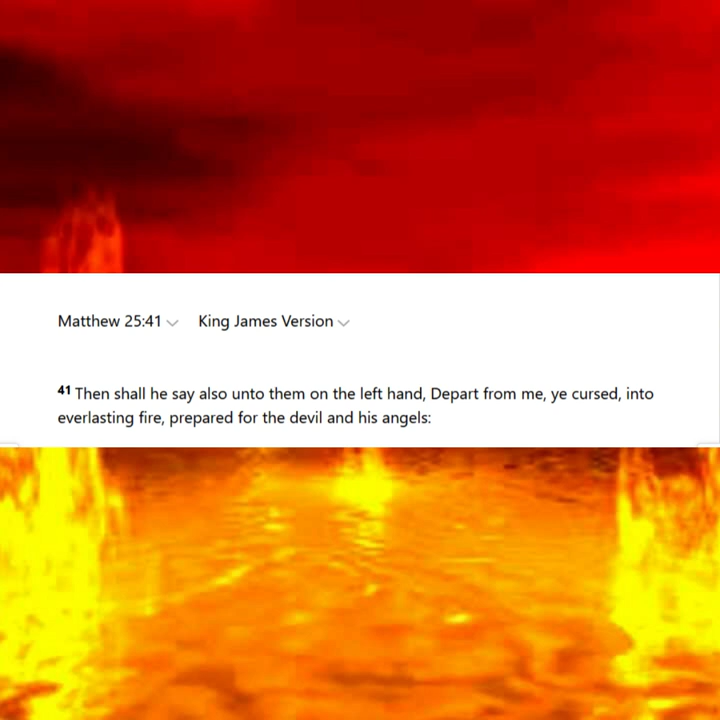 Matthew 25:41 King James Version
41 Then shall he say also unto them on the left hand, Depart from me, ye cursed, into
everlasting fire, prepared for the devil and his angels: